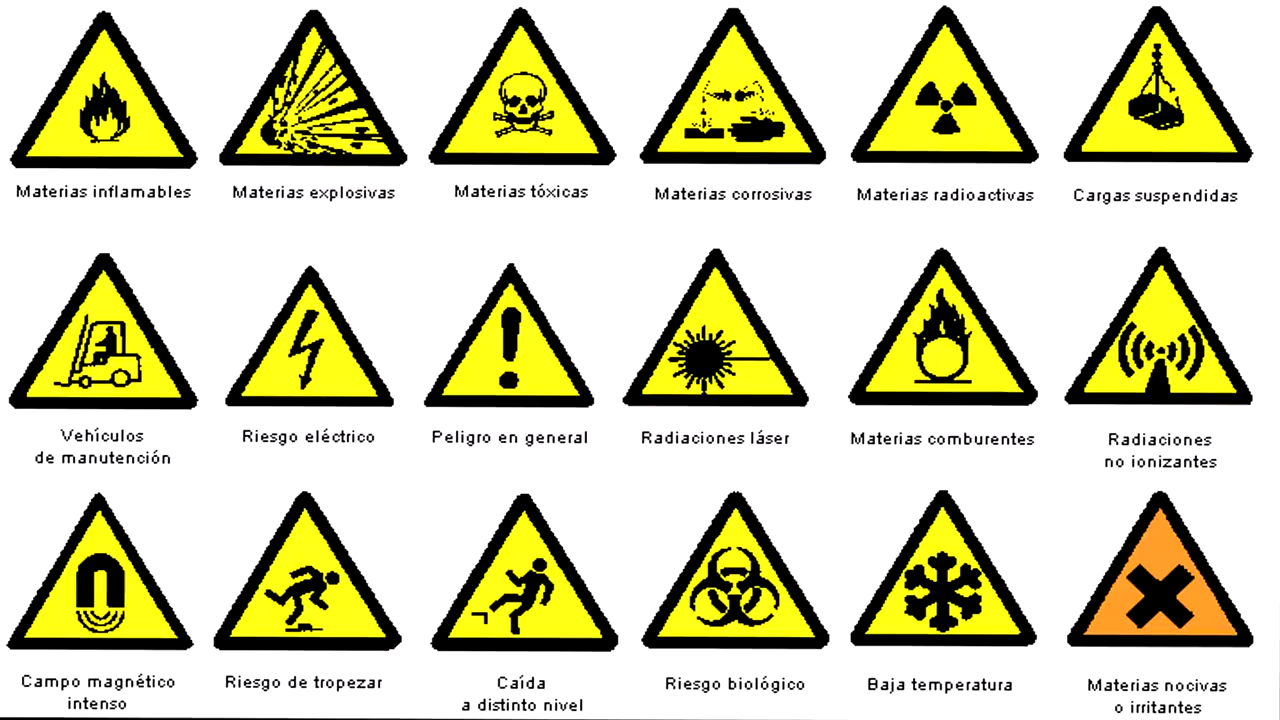 Materias inflamables
Materias explosivas
Materias tóxicas
Materias corrosivas
Materias radioactivas
Cargas suspendidas
Vehículos
de manutención
Riesgo eléctrico
Peligro en general
Radiaciones láser
Materias comburentes
Radiaciones
no ionizantes
Campo magnético
intenso
Riesgo de tropezar
Caída
a distinto nivel
Riesgo biológico
Baja temperatura
Materias nocivas
o irritantes